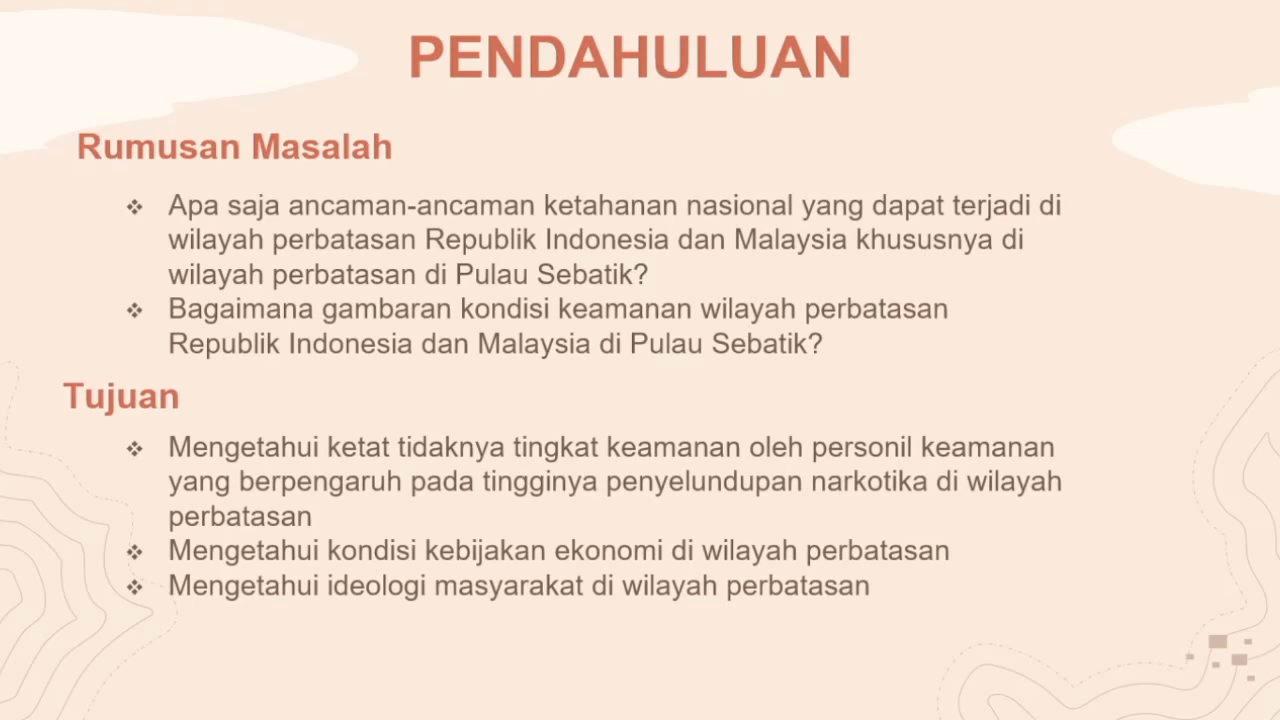 PENDAHULUAN
Rumusan Masalah
❖ Apa saja ancaman-ancaman ketahanan nasional yang dapat terjadi di
wilayah perbatasan Republik Indonesia dan Malaysia khususnya di
wilayah perbatasan di Pulau Sebatik?
❖ Bagaimana gambaran kondisi keamanan wilayah perbatasan
Republik Indonesia dan Malaysia di Pulau Sebatik?
Tujuan
❖ Mengetahui ketat tidaknya tingkat keamanan oleh personil keamanan
yang berpengaruh pada tingginya penyelundupan narkotika di wilayah
perbatasan
❖ Mengetahui kondisi kebijakan ekonomi di wilayah perbatasan
❖ Mengetahui ideologi masyarakat di wilayah perbatasan